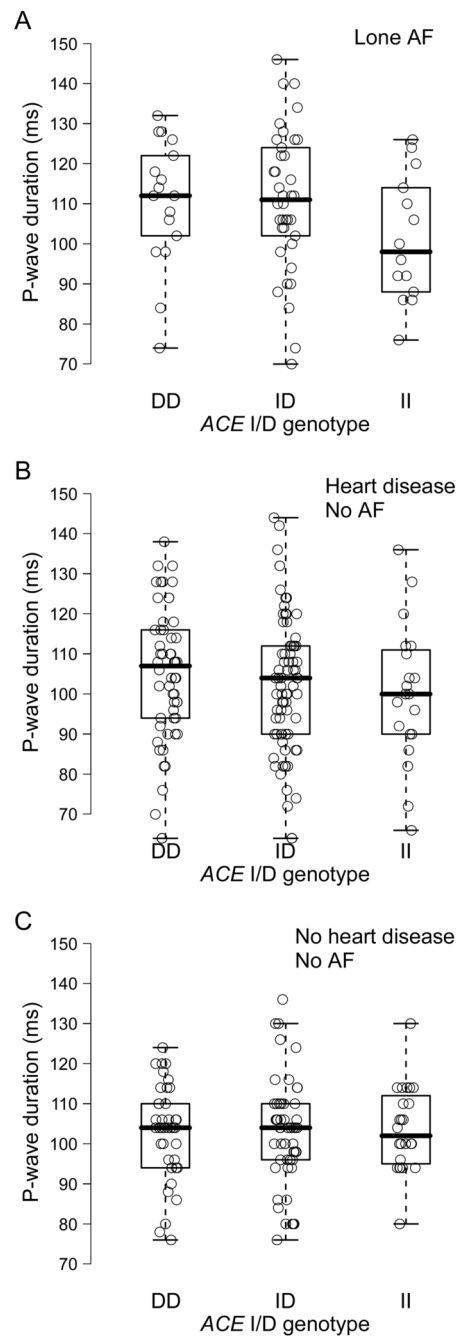 A
Lone AF
150
140
130
120
110
100
90
80
70
P-wave duration (ms)
DD ID II
ACE I/D genotype
B
Heart disease
No AF
150
140
130
120
110
100
90
80
70
P-wave duration (ms)
DD ID II
ACE I/D genotype
C
No heart disease
No AF
150
140
130
120
110
100
90
80
70
P-wave duration (ms)
DD ID II
ACE I/D genotype